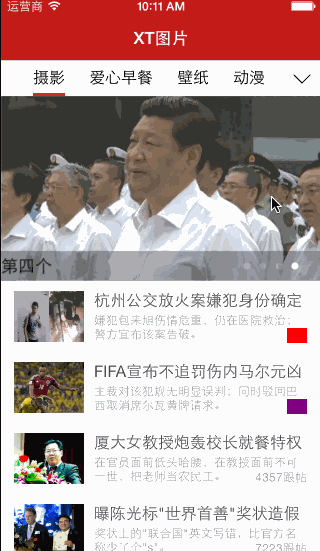 运营商 10:11 AM
XT图片
摄影 爱心早餐 壁纸 动漫
第四个
杭州公交放火案嫌犯身份确定
嫌犯包来旭伤情危重，仍在医院救治；
警方宣布该案告破。
FIFA宣布不追罚伤内马尔元凶
主裁对该犯规无明显误判；同时驳回巴
西取消席尔瓦黄牌请求。
厦大女教授炮轰校长就餐特权
在官员面前低头哈腰，在教授面前不可
一世、把老师当农民工。 4357跟帖
曝陈光标"世界首善"奖状造假
奖状上的"联合国"英文写错，比官方名
称少了个"s"。 7223跟帖